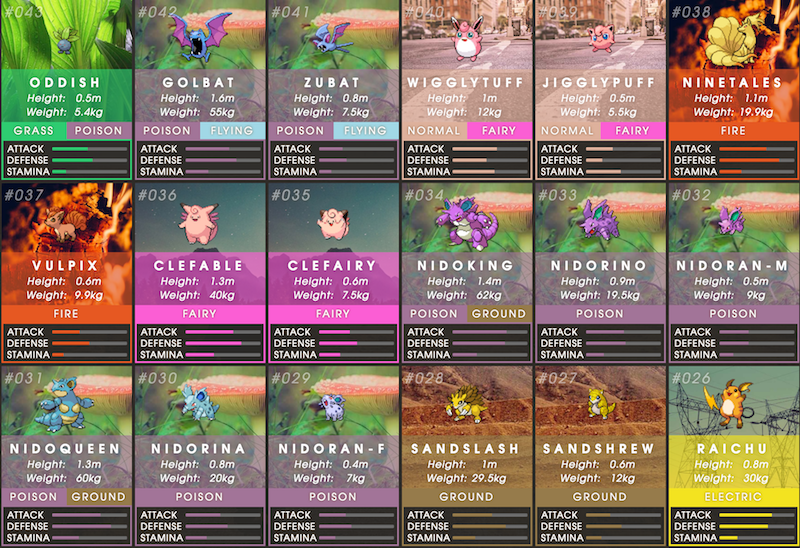 #043
ODDISH
Height: 0.5m
Weight: 5.4kg
GRASS POISON
ATTACK
DEFENSE
STAMINA
#042
GOLBAT
Height: 1.6m
Weight: 55kg
POISON FLYING
ATTACK
DEFENSE
STAMINA
#041
ZUBAT
Height: 0.8m
Weight: 7.5kg
POISON FLYING
ATTACK
DEFENSE
STAMINA
#040
WIGGLYTUFF
Height: 1m
Weight: 12kg
NORMAL FAIRY
ATTACK
DEFENSE
STAMINA
#039
JIGGLYPUFF
Height: 0.5m
Weight: 5.5kg
NORMAL FAIRY
ATTACK
DEFENSE
STAMINA
#038
NINETALES
Height: 1.1m
Weight: 19.9kg
FIRE
ATTACK
DEFENSE
STAMINA
#037
VULPIX
Height: 0.6m
Weight: 9.9kg
FIRE
ATTACK
DEFENSE
STAMINA
#036
CLEFABLE
Height: 1.3m
Weight: 40kg
FAIRY
ATTACK
DEFENSE
STAMINA
#035
CLEFAIRY
Height: 0.6m
Weight: 7.5kg
FAIRY
ATTACK
DEFENSE
STAMINA
#034
NIDOKING
Height: 1.4m
Weight: 62kg
POISON GROUND
ATTACK
DEFENSE
STAMINA
#033
NIDORINO
Height: 0.9m
Weight: 19.5kg
POISON
ATTACK
DEFENSE
STAMINA
#032
NIDORAN-M
Height: 0.5m
Weight: 9kg
POISON
ATTACK
DEFENSE
STAMINA
#031
NIDOQUEEN
Height: 1.3m
Weight: 60kg
POISON GROUND
ATTACK
DEFENSE
STAMINA
#030
NIDORINA
Height: 0.8m
Weight: 20kg
POISON
ATTACK
DEFENSE
STAMINA
#029
NIDORAN-F
Height: 0.4m
Weight: 7kg
POISON
ATTACK
DEFENSE
STAMINA
#028
SANDSLASH
Height: 1m
Weight: 29.5kg
GROUND
ATTACK
DEFENSE
STAMINA
#027
SANDSHREW
Height: 0.6m
Weight: 12kg
GROUND
ATTACK
DEFENSE
STAMINA
#026
RAICHU
Height: 0.8m
Weight: 30kg
ELECTRIC
ATTACK
DEFENSE
STAMINA